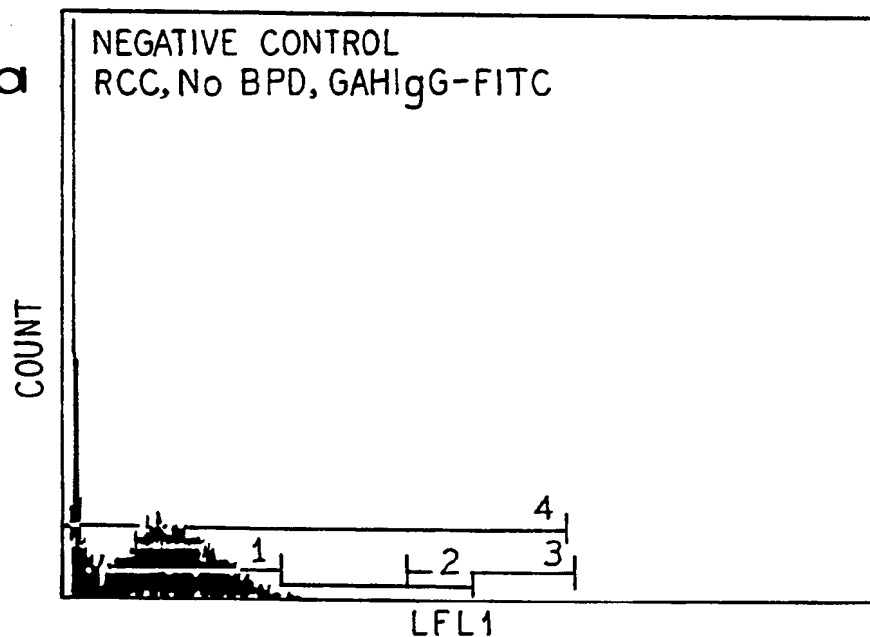 a
NEGATIVE CONTROL
RCC, No BPD, GAHIgG-FITC
COUNT
4
1
2
3
LFL1